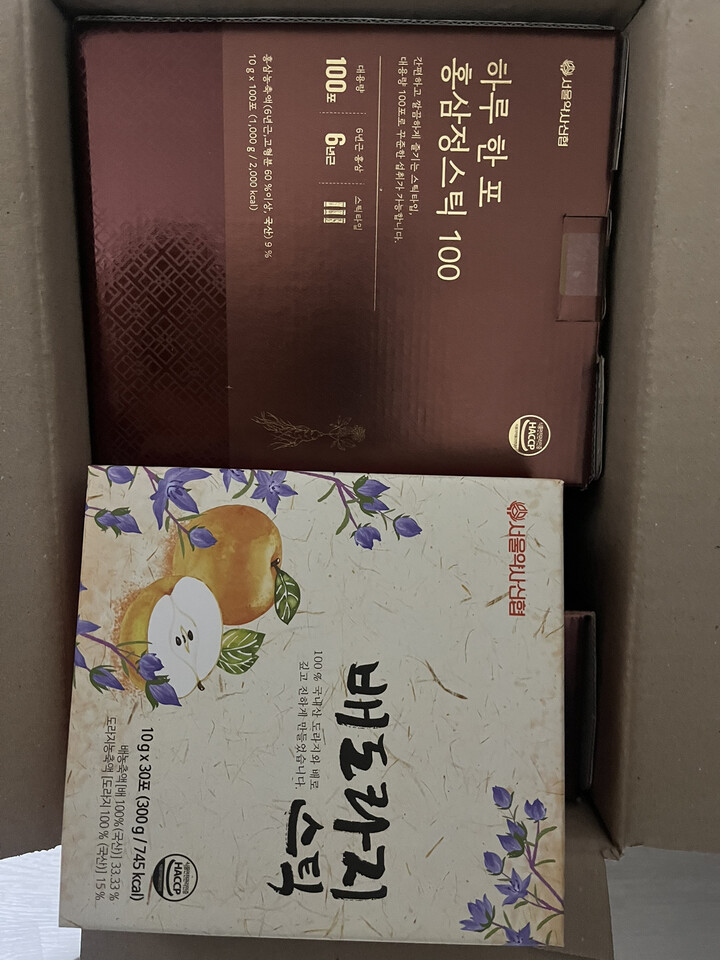 서울약사신협
하루 한 포
홍삼정스틱 100
간편하고 깔끔하게 즐기는 스틱타입,
대용량 100포로 꾸준한 섭취가 가능합니다.
대용량
100포
6년근 홍삼
6년근
스틱타입
홍삼농축액(6년근,고형분 60 %이상, 국산) 9 %
10 g x 100포 (1,000 g / 2,000 kcal)
HACCP
서울약사신협
배도라지
스틱
100 % 국내산 도라지와 배로
깊고 진하게 만들었습니다.
10 g x 30포 (300 g / 745 kcal)
배농축액 [배 100%(국산)] 33.33 %
도라지농축액 [도라지 100 % (국산)] 15 %
HACCP